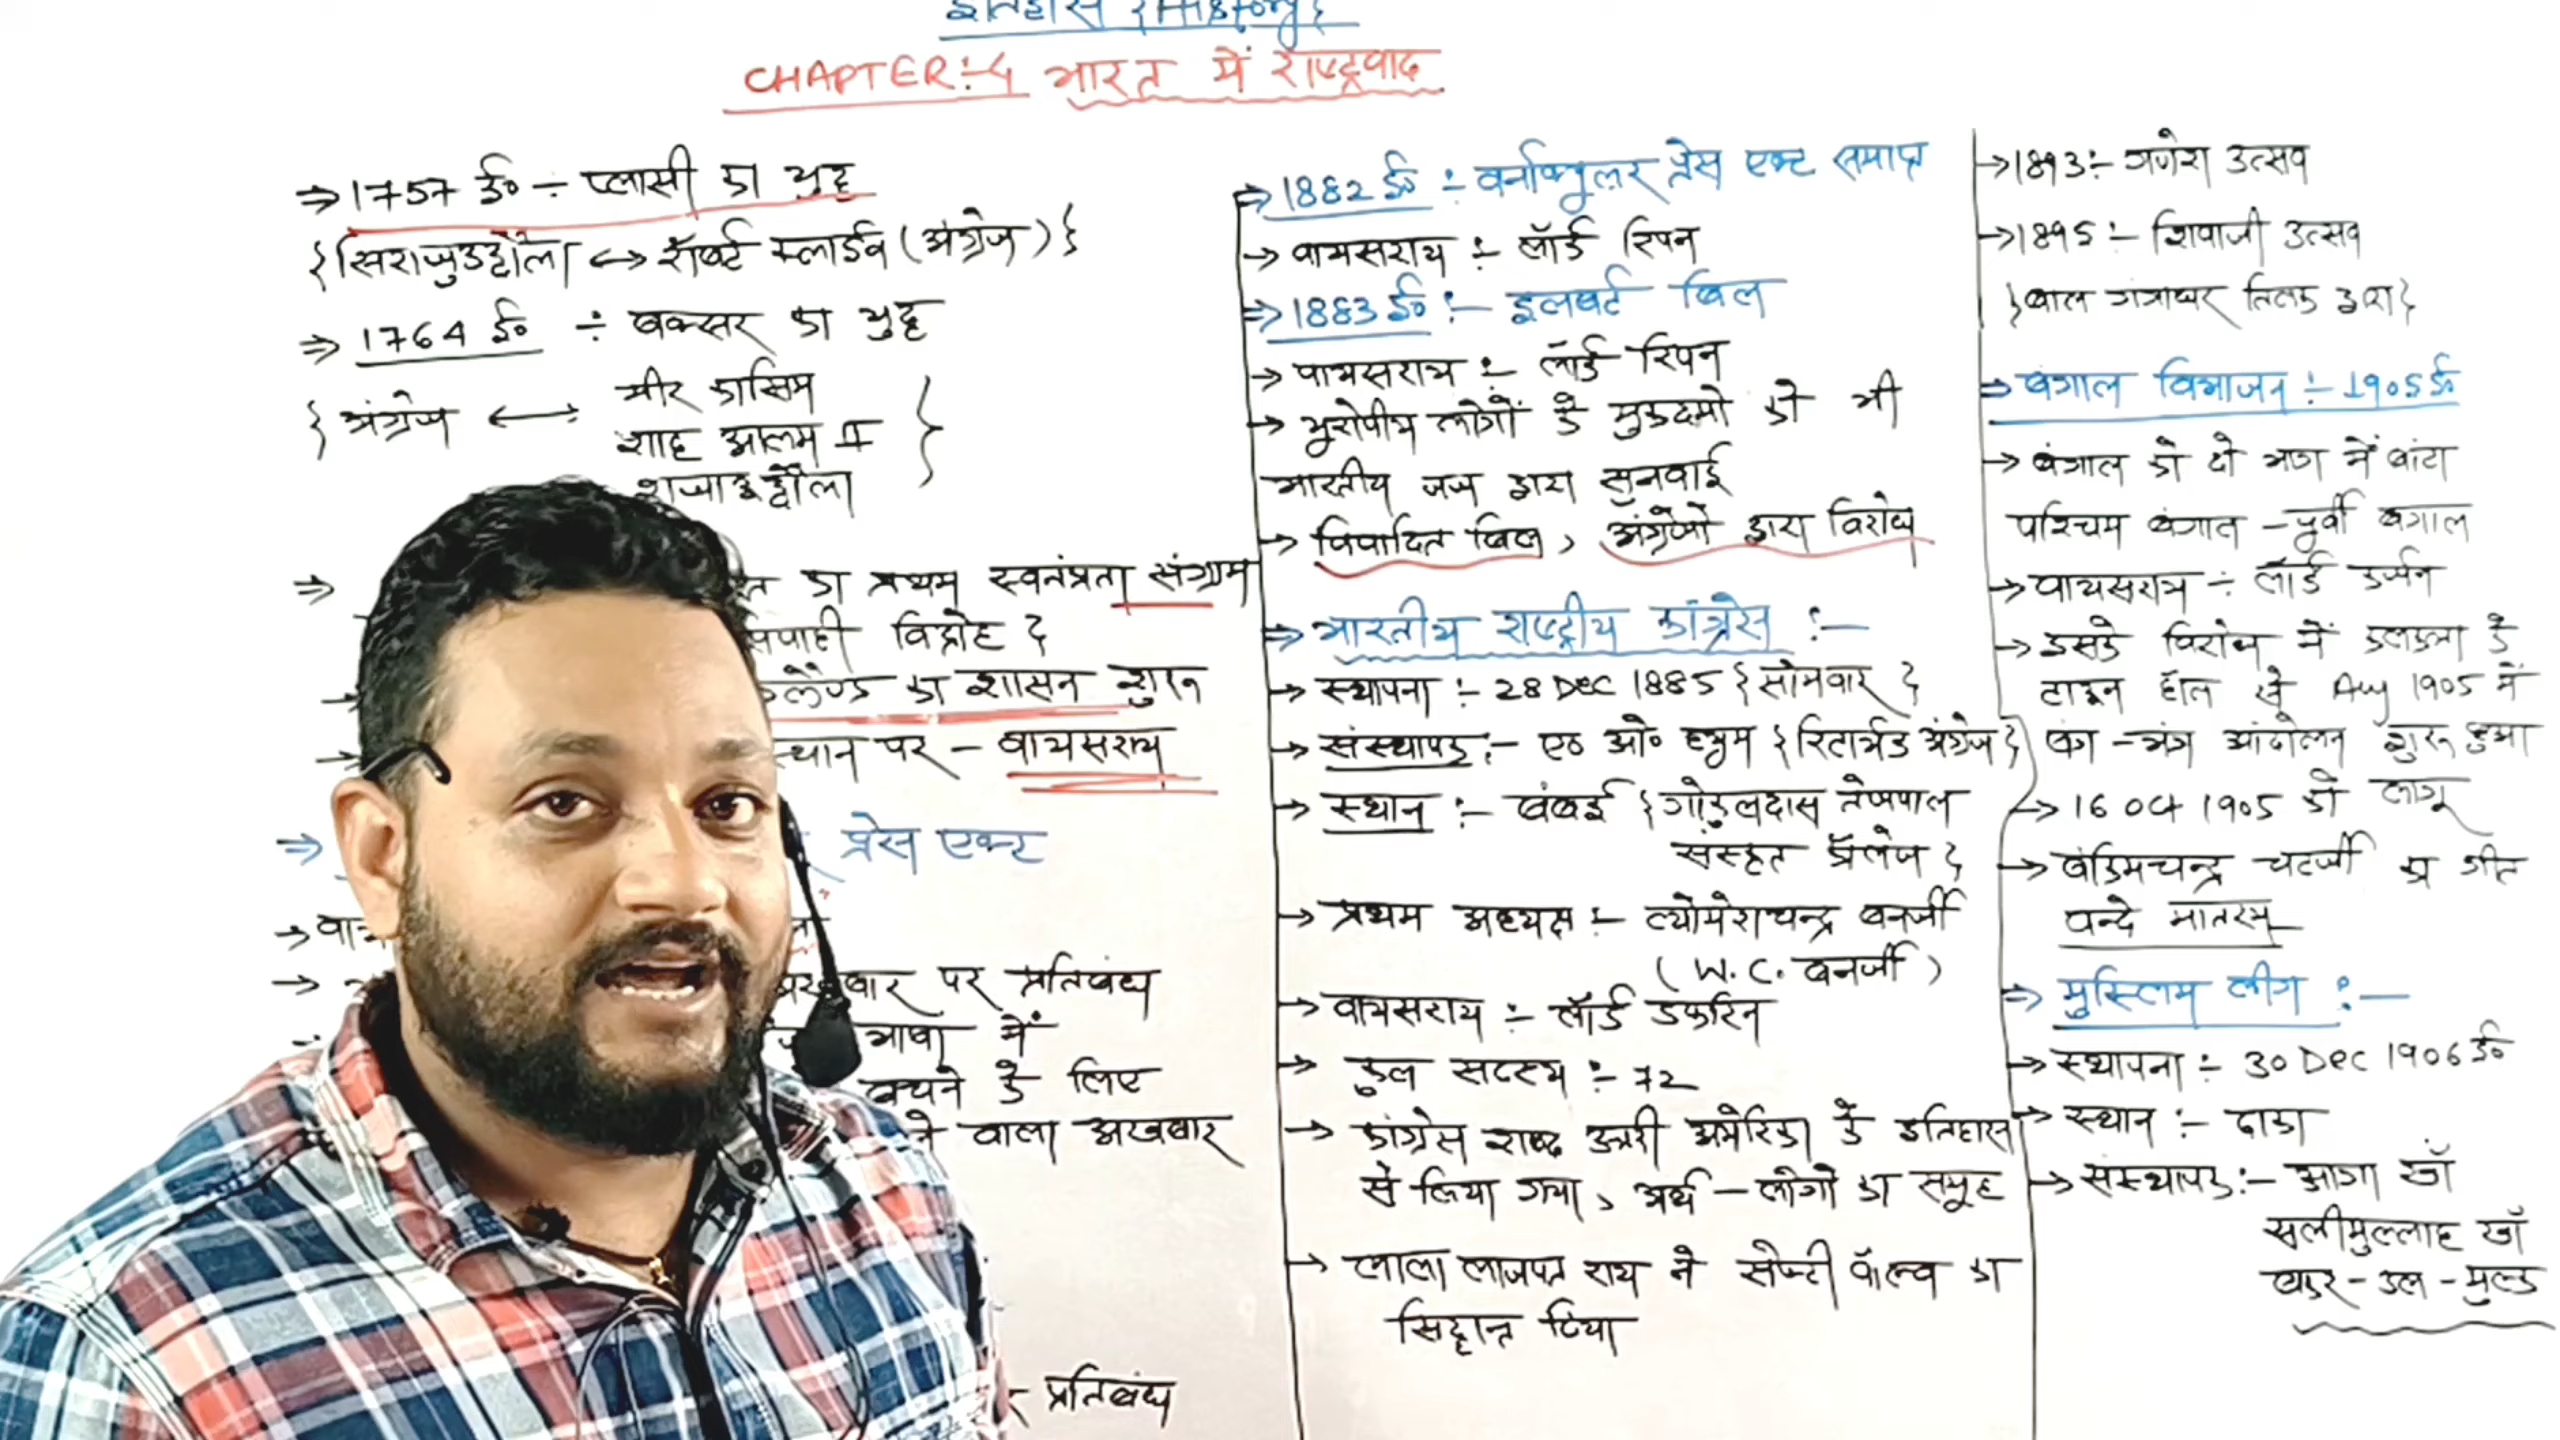 इतिहास {History}
CHAPTER:-4 भारत में राष्ट्रवाद
⇒ 1757 ई० ÷ प्लासी का युद्ध
{सिराजुउद्दौला ↔ रॉबर्ट क्लाईव (अंग्रेज)}
⇒ 1764 ई० ÷ बक्सर का युद्ध
{ अंग्रेज ↔ मीर कासिम
शाह आलम II
शुजाउद्दौला }
⇒ का प्रथम स्वतंत्रता संग्राम
सिपाही विद्रोह }
→ का शासन शुरू
→ स्थान पर - वायसराय
⇒ प्रेस एक्ट
→
→ अखबार पर प्रतिबंध
भाषा में
बचने के लिए
वाला अखबार
प्रतिबंध
⇒ 1882 ई० :- वर्नाक्युलर प्रेस एक्ट समाप्त
→ वायसराय :- लॉर्ड रिपन
⇒ 1883 ई० :- इलबर्ट बिल
→ वायसराय :- लॉर्ड रिपन
→ यूरोपीय लोगों के मुकदमो को भी
भारतीय जज द्वारा सुनवाई
→ विवादित बिल, अंग्रेजो द्वारा विरोध
⇒ भारतीय राष्ट्रीय कांग्रेस :-
→ स्थापना :- 28 Dec 1885 {सोमवार}
→ संस्थापक :- ए० ओ० ह्यूम {रिटायर्ड अंग्रेज}
→ स्थान :- बंबई {गोकुलदास तेजपाल
संस्कृत कॉलेज}
→ प्रथम अध्यक्ष :- व्योमेशचन्द्र बनर्जी
(W. C. बनर्जी)
→ वायसराय :- लॉर्ड डफरिन
→ कुल सदस्य :- 72
→ कांग्रेस शब्द उत्तरी अमेरिका के इतिहास
से लिया गया, अर्थ - लोगों का समूह
→ लाला लाजपत राय ने सेफ्टी वॉल्व का
सिद्धान्त दिया
→ 1893 :- गणेश उत्सव
→ 1895 :- शिवाजी उत्सव
{बाल गंगाधर तिलक द्वारा}
⇒ बंगाल विभाजन :- 1905 ई०
→ बंगाल को दो भाग में बांटा
पश्चिम बंगाल - पूर्वी बंगाल
→ वायसराय :- लॉर्ड कर्जन
→ इसके विरोध में कलकत्ता के
टाउन हॉल से Aug 1905 में
बंग-भंग आंदोलन शुरू हुआ
→ 16 Oct 1905 को लागू
→ बंकिमचन्द्र चटर्जी का गीत
वन्दे मातरम्
⇒ मुस्लिम लीग :-
→ स्थापना :- 30 Dec 1906 ई०
→ स्थान :- ढाका
→ संस्थापक :- आगा खाँ
सलीमुल्लाह खाँ
वकार-उल-मुल्क